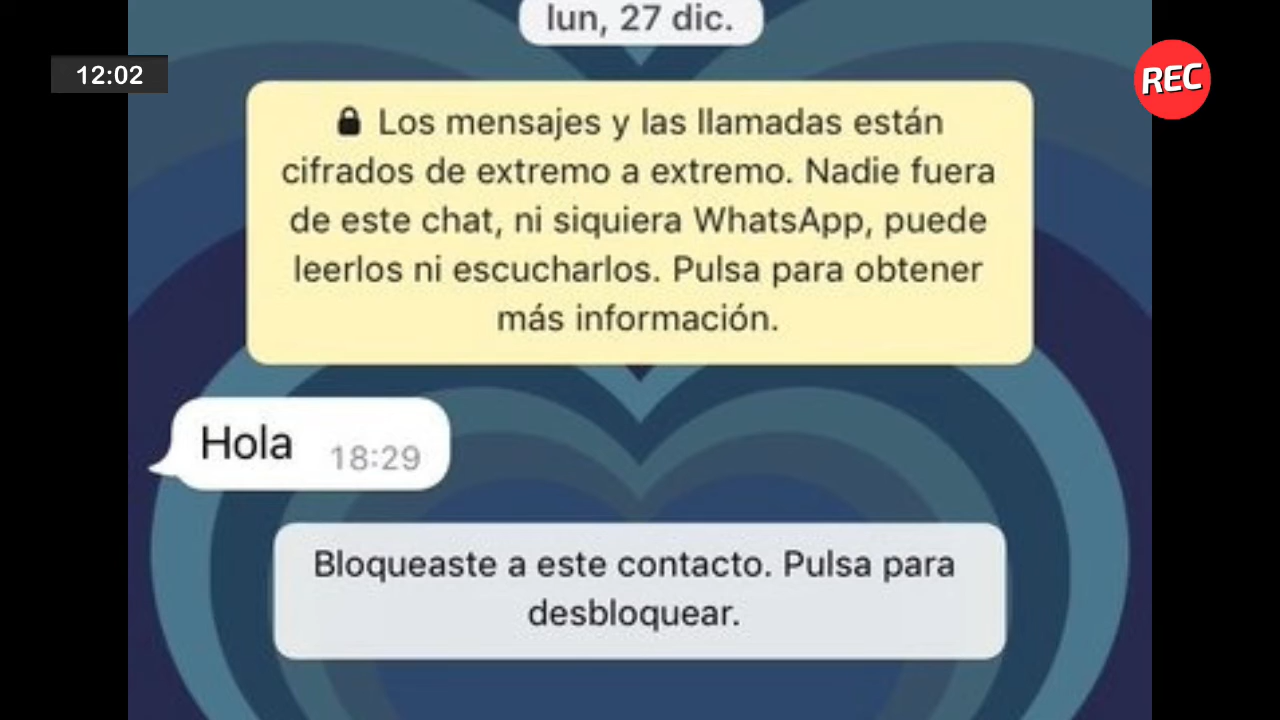 lun, 27 dic.
12:02
REC
Los mensajes y las llamadas están
cifrados de extremo a extremo. Nadie fuera
de este chat, ni siquiera WhatsApp, puede
leerlos ni escucharlos. Pulsa para obtener
más información.
Hola 18:29
Bloqueaste a este contacto. Pulsa para
desbloquear.